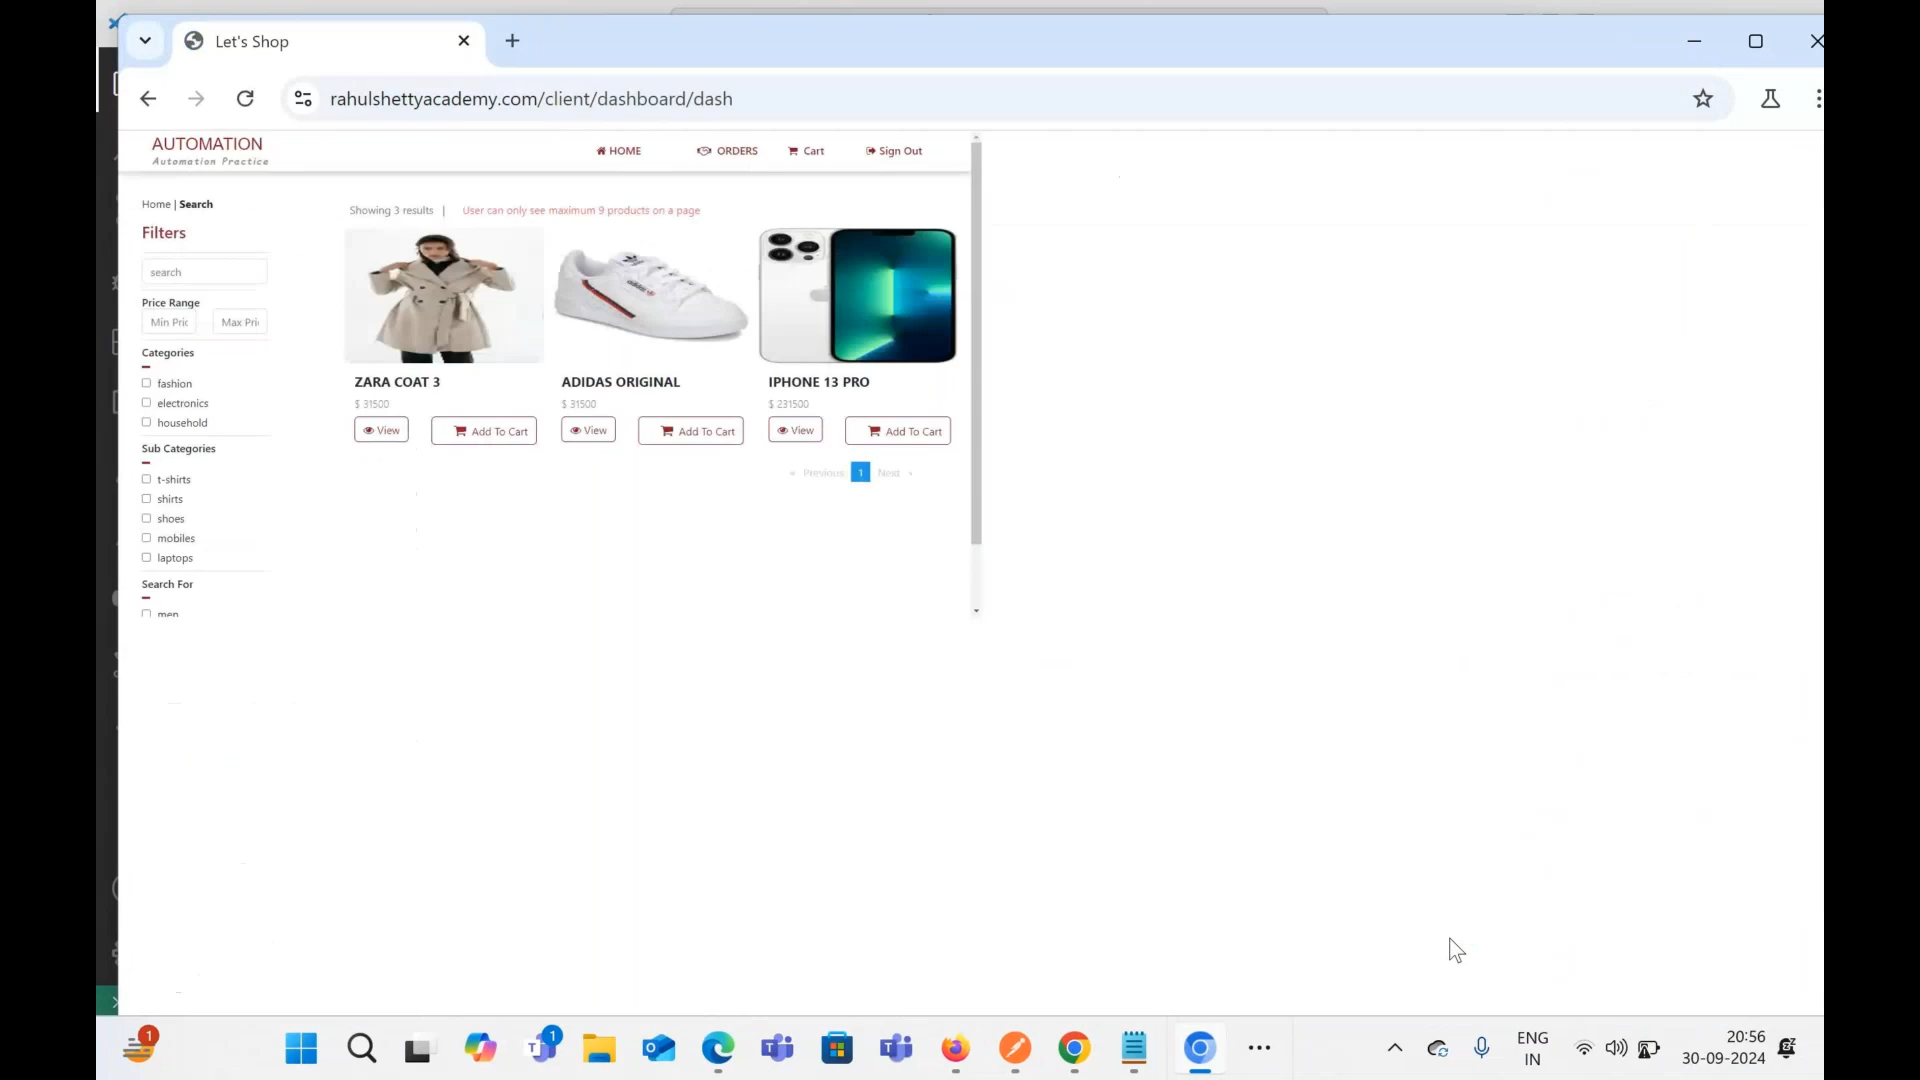 Let's Shop
rahulshettyacademy.com/client/dashboard/dash
AUTOMATION
Automation Practice
HOME
ORDERS
Cart
Sign Out
Home | Search
Showing 3 results |
User can only see maximum 9 products on a page
Filters
search
Price Range
Min Pric
Max Pri
Categories
fashion
electronics
household
Sub Categories
t-shirts
shirts
shoes
mobiles
laptops
Search For
men
ZARA COAT 3
$ 31500
View
Add To Cart
ADIDAS ORIGINAL
$ 31500
View
Add To Cart
IPHONE 13 PRO
$ 231500
View
Add To Cart
« Previous 1 Next »
1
1
ENG
IN
20:56
30-09-2024